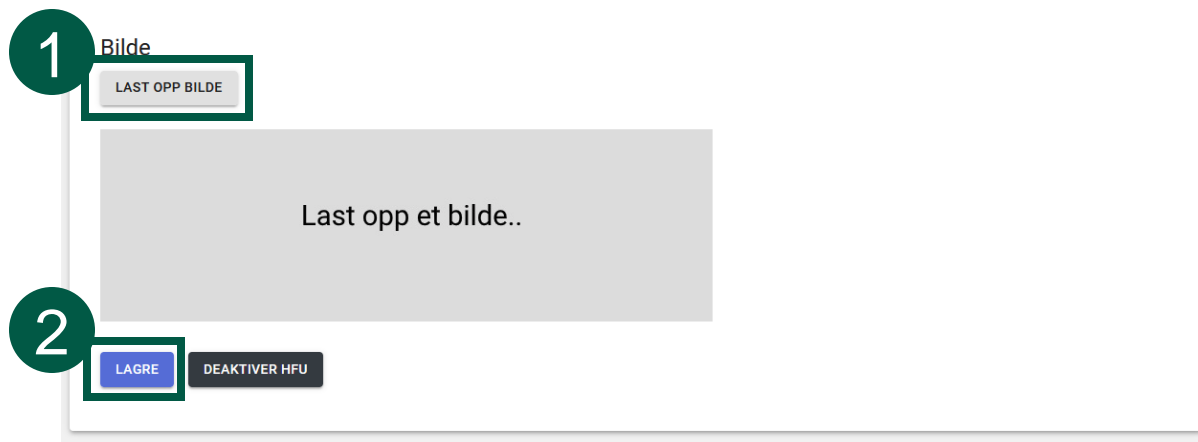 1
Bilde
LAST OPP BILDE
Last opp et bilde..
2
LAGRE DEAKTIVER HFU